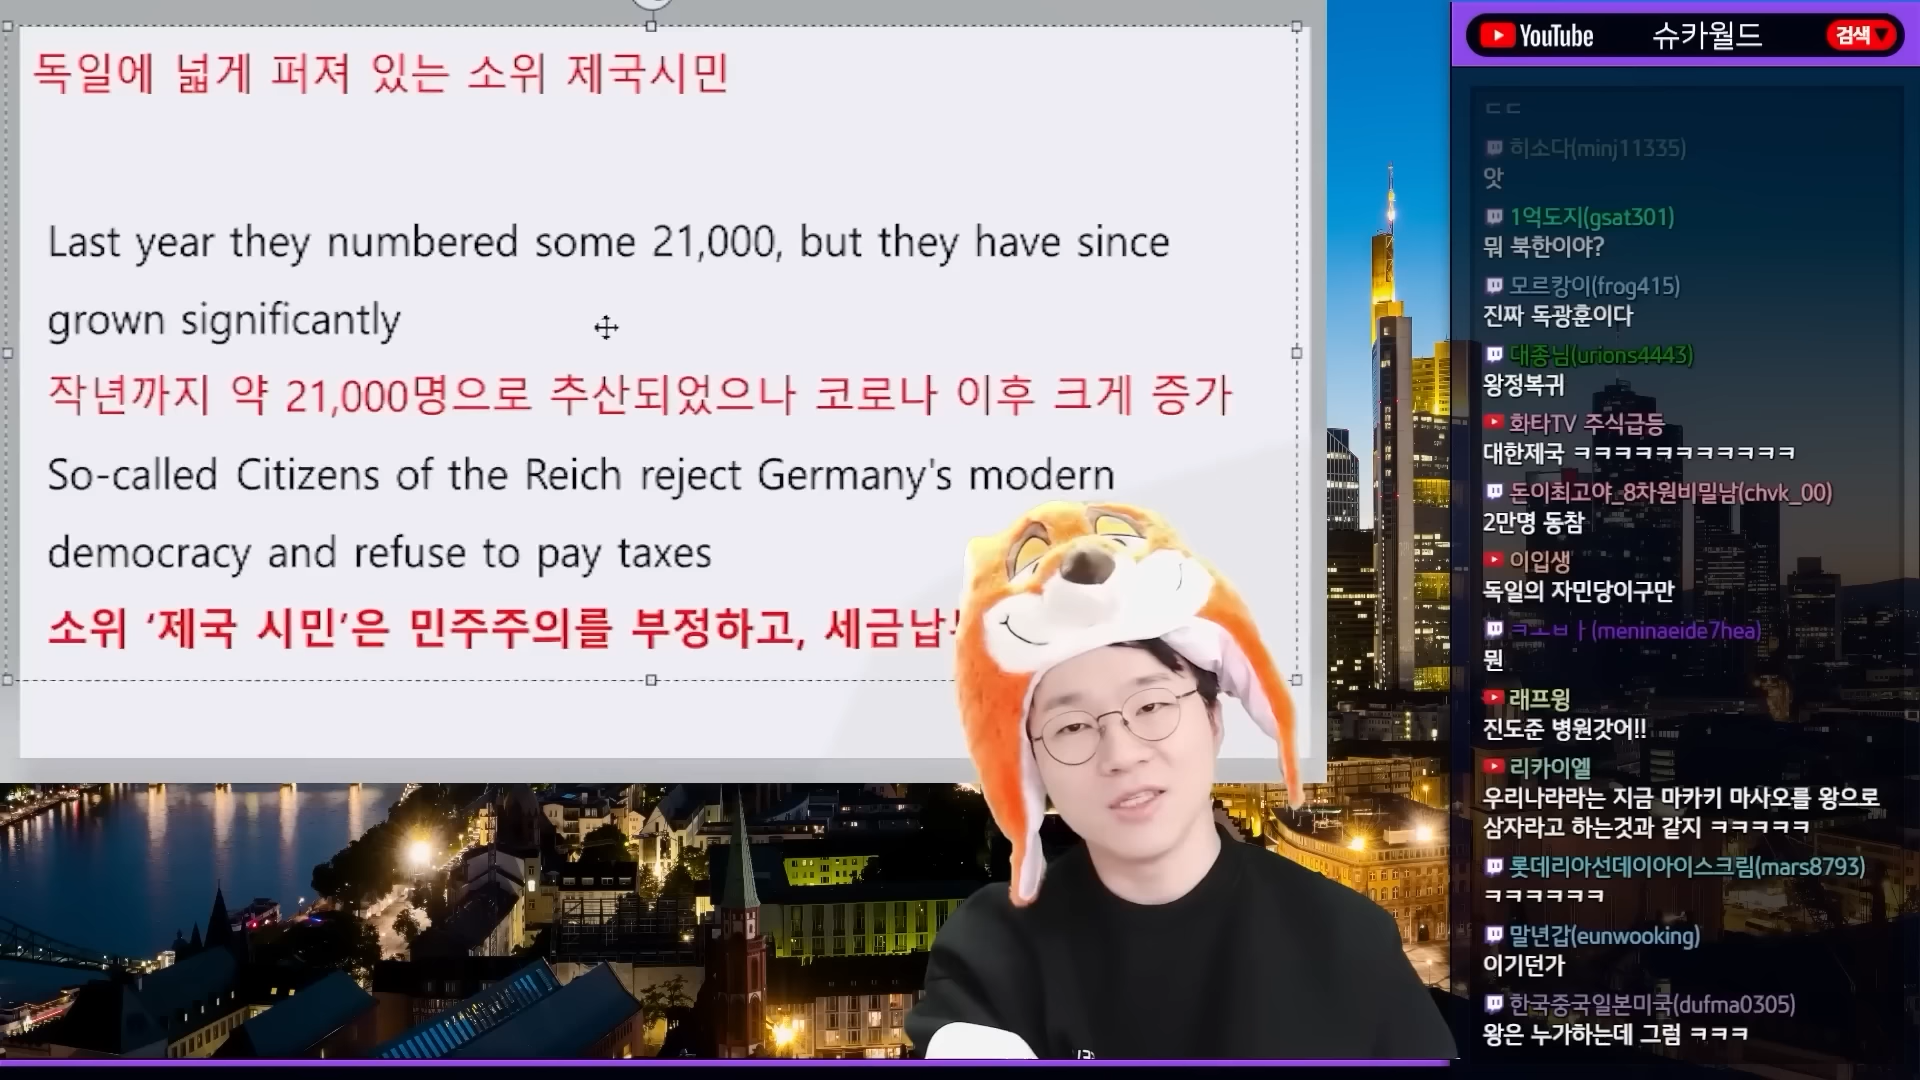 독일에 넓게 퍼져 있는 소위 제국시민
Last year they numbered some 21,000, but they have since
grown significantly
작년까지 약 21,000명으로 추산되었으나 코로나 이후 크게 증가
So-called Citizens of the Reich reject Germany's modern
democracy and refuse to pay taxes
소위 ‘제국 시민’은 민주주의를 부정하고, 세금납
YouTube 슈카월드 검색
ㄷㄷ
히소다(minj11335)
앗
1억도지(gsat301)
뭐 북한이야?
모르캉이(frog415)
진짜 독광훈이다
대종님(urions4443)
왕정복귀
화타TV 주식급등
대한제국 ㅋㅋㅋㅋㅋㅋㅋㅋㅋㅋㅋ
돈이최고야_8차원비밀남(chvk_00)
2만명 동참
이입생
독일의 자민당이구만
ㅋㅗㅂㅏ(meninaeide7hea)
뭔
래프윙
진도준 병원갓어!!
리카이엘
우리나라라는 지금 마카키 마사오를 왕으로
삼자라고 하는것과 같지 ㅋㅋㅋㅋㅋ
롯데리아선데이아이스크림(mars8793)
ㅋㅋㅋㅋㅋㅋ
말년갑(eunwooking)
이기던가
한국중국일본미국(dufma0305)
왕은 누가하는데 그럼 ㅋㅋㅋ